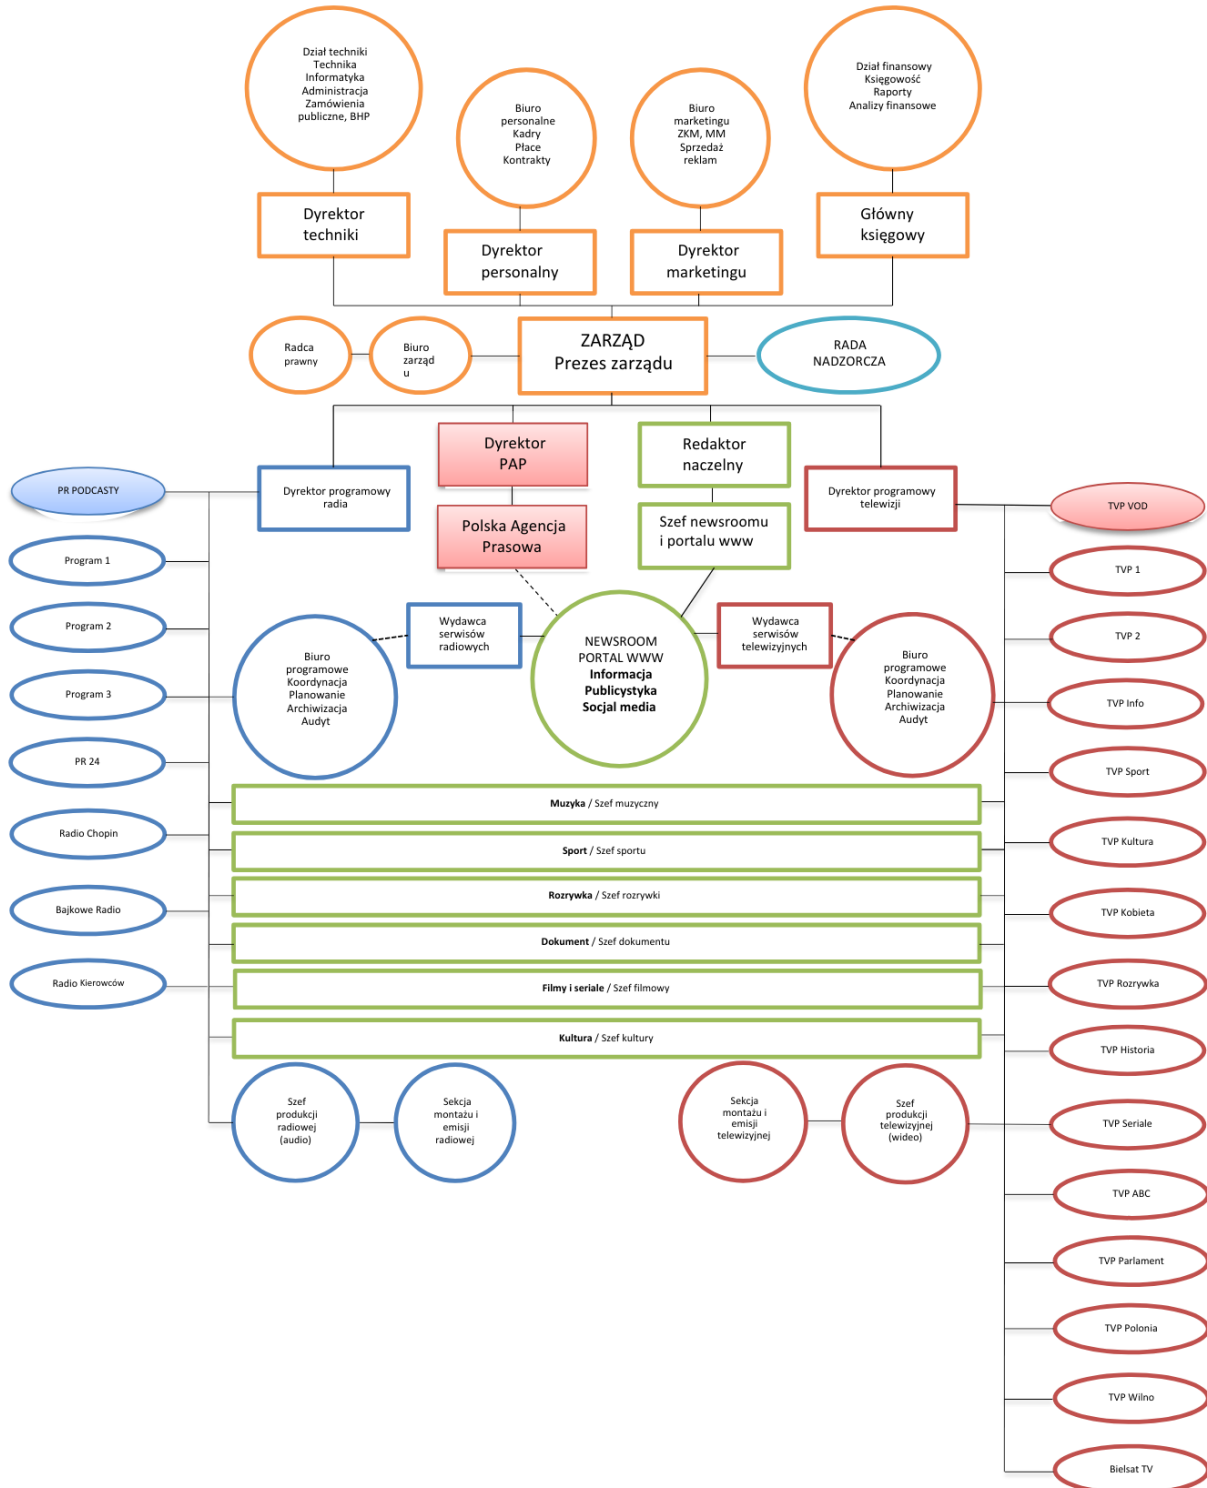 Dział techniki
Technika
Informatyka
Administracja
Zamówienia
publiczne, BHP
Biuro
personalne
Kadry
Płace
Kontrakty
Biuro
marketingu
ZKM, MM
Sprzedaż
reklam
Dział finansowy
Księgowość
Raporty
Analizy finansowe
Dyrektor
techniki
Dyrektor
personalny
Dyrektor
marketingu
Główny
księgowy
Radca
prawny
Biuro
zarząd
u
ZARZĄD
Prezes zarządu
RADA
NADZORCZA
Dyrektor
PAP
Redaktor
naczelny
PR PODCASTY
Dyrektor programowy
radia
Dyrektor programowy
telewizji
TVP VOD
Polska Agencja
Prasowa
Szef newsroomu
i portalu www
Program 1
Program 2
Program 3
PR 24
Radio Chopin
Bajkowe Radio
Radio Kierowców
Wydawca
serwisów
radiowych
Biuro
programowe
Koordynacja
Planowanie
Archiwizacja
Audyt
NEWSROOM
PORTAL WWW
Informacja
Publicystyka
Socjal media
Wydawca
serwisów
telewizyjnych
Biuro
programowe
Koordynacja
Planowanie
Archiwizacja
Audyt
TVP 1
TVP 2
TVP Info
TVP Sport
TVP Kultura
TVP Kobieta
TVP Rozrywka
TVP Historia
TVP Seriale
TVP ABC
TVP Parlament
TVP Polonia
TVP Wilno
Bielsat TV
Muzyka / Szef muzyczny
Sport / Szef sportu
Rozrywka / Szef rozrywki
Dokument / Szef dokumentu
Filmy i seriale / Szef filmowy
Kultura / Szef kultury
Szef
produkcji
radiowej
(audio)
Sekcja
montażu i
emisji
radiowej
Sekcja
montażu i
emisji
telewizyjnej
Szef
produkcji
telewizyjnej
(wideo)